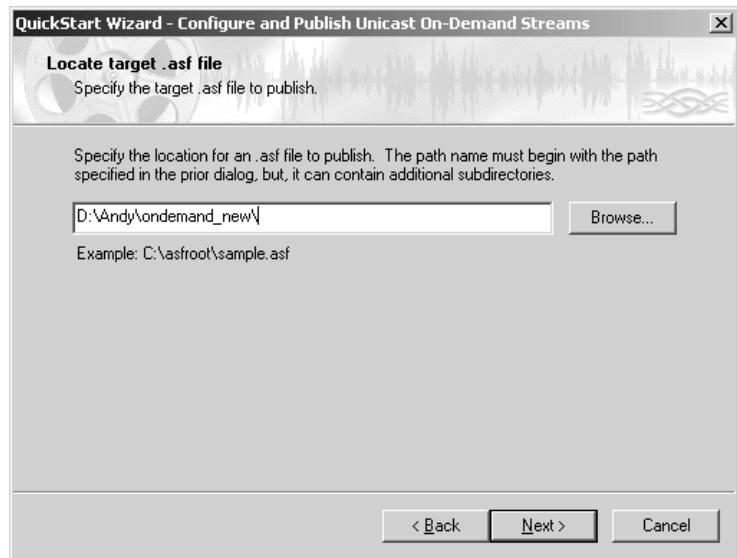 QuickStart Wizard - Configure and Publish Unicast On-Demand Streams
Locate target .asf file
Specify the target .asf file to publish.
Specify the location for an .asf file to publish. The path name must begin with the path
specified in the prior dialog, but, it can contain additional subdirectories.
D:\Andy\ondemand_new\
Browse...
Example: C:\asfroot\sample.asf
< Back
Next >
Cancel